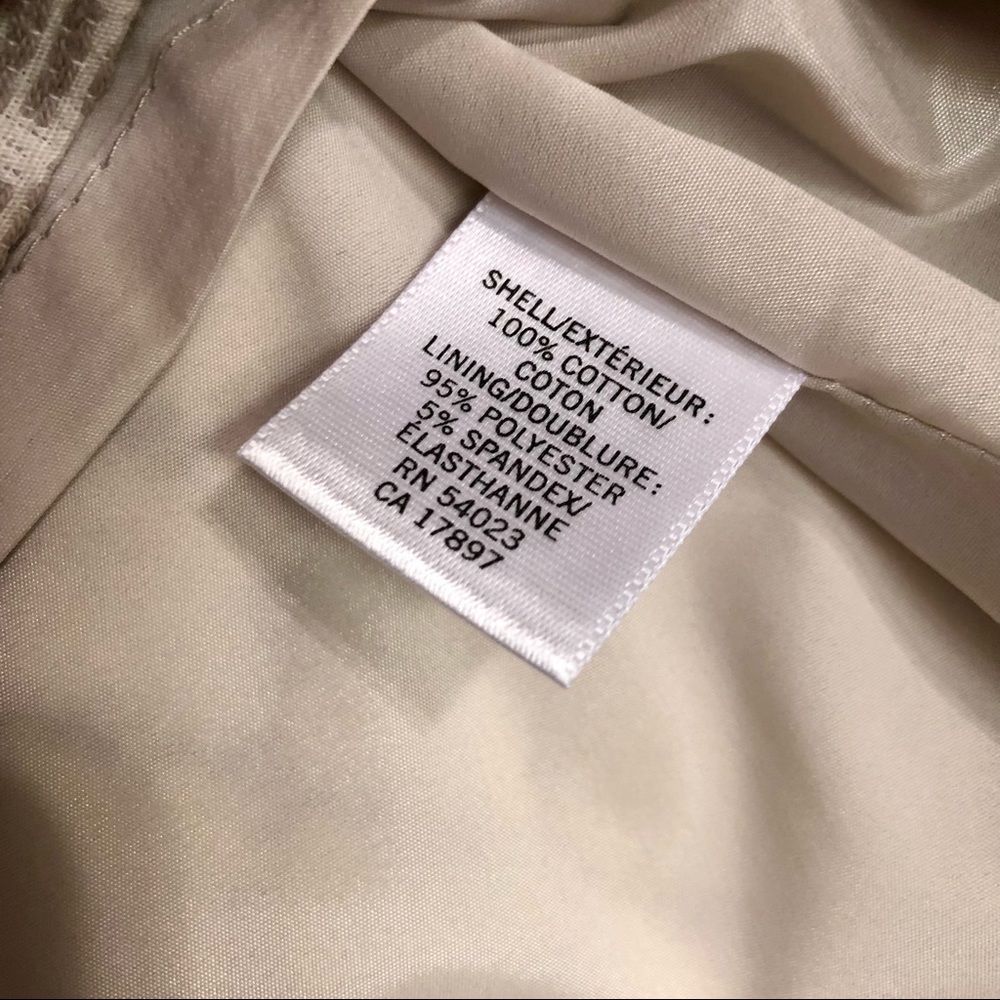 SHELL/EXTÉRIEUR:
100% COTTON/
COTON
LINING/DOUBLURE:
95% POLYESTER
5% SPANDEX/
ÉLASTHANNE
RN 54023
CA 17897